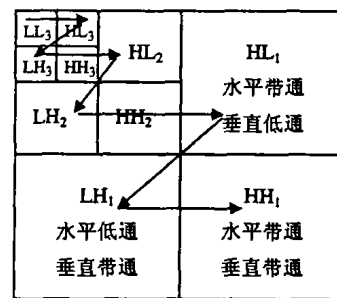 LL₃ HL₃
LH₃ HH₃
HL₂
LH₂ HH₂
HL₁
水平带通
垂直低通
LH₁
水平低通
垂直带通
HH₁
水平带通
垂直带通